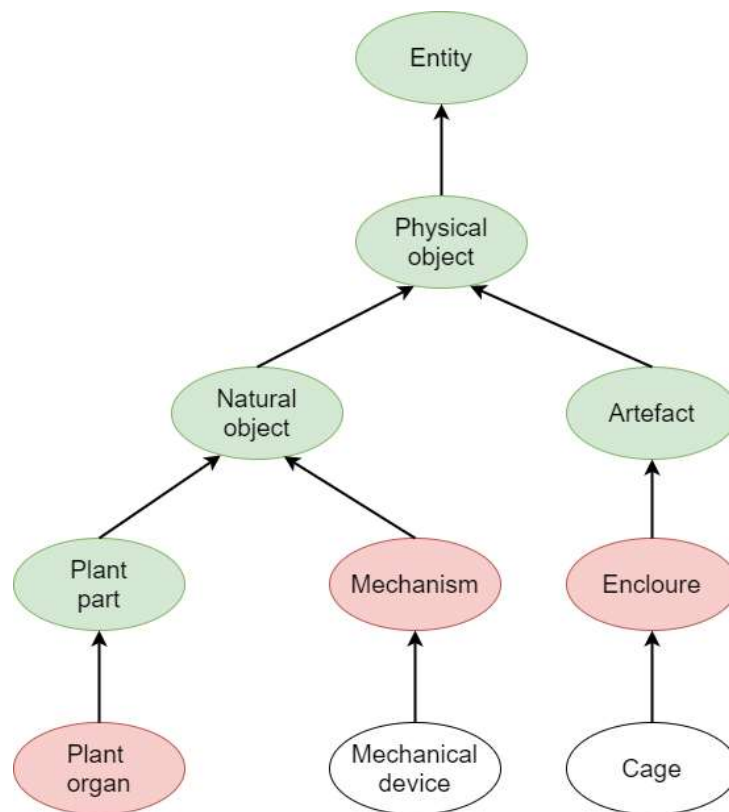 Entity
Physical
object
Natural
object
Artefact
Plant
part
Mechanism
Encloure
Plant
organ
Mechanical
device
Cage